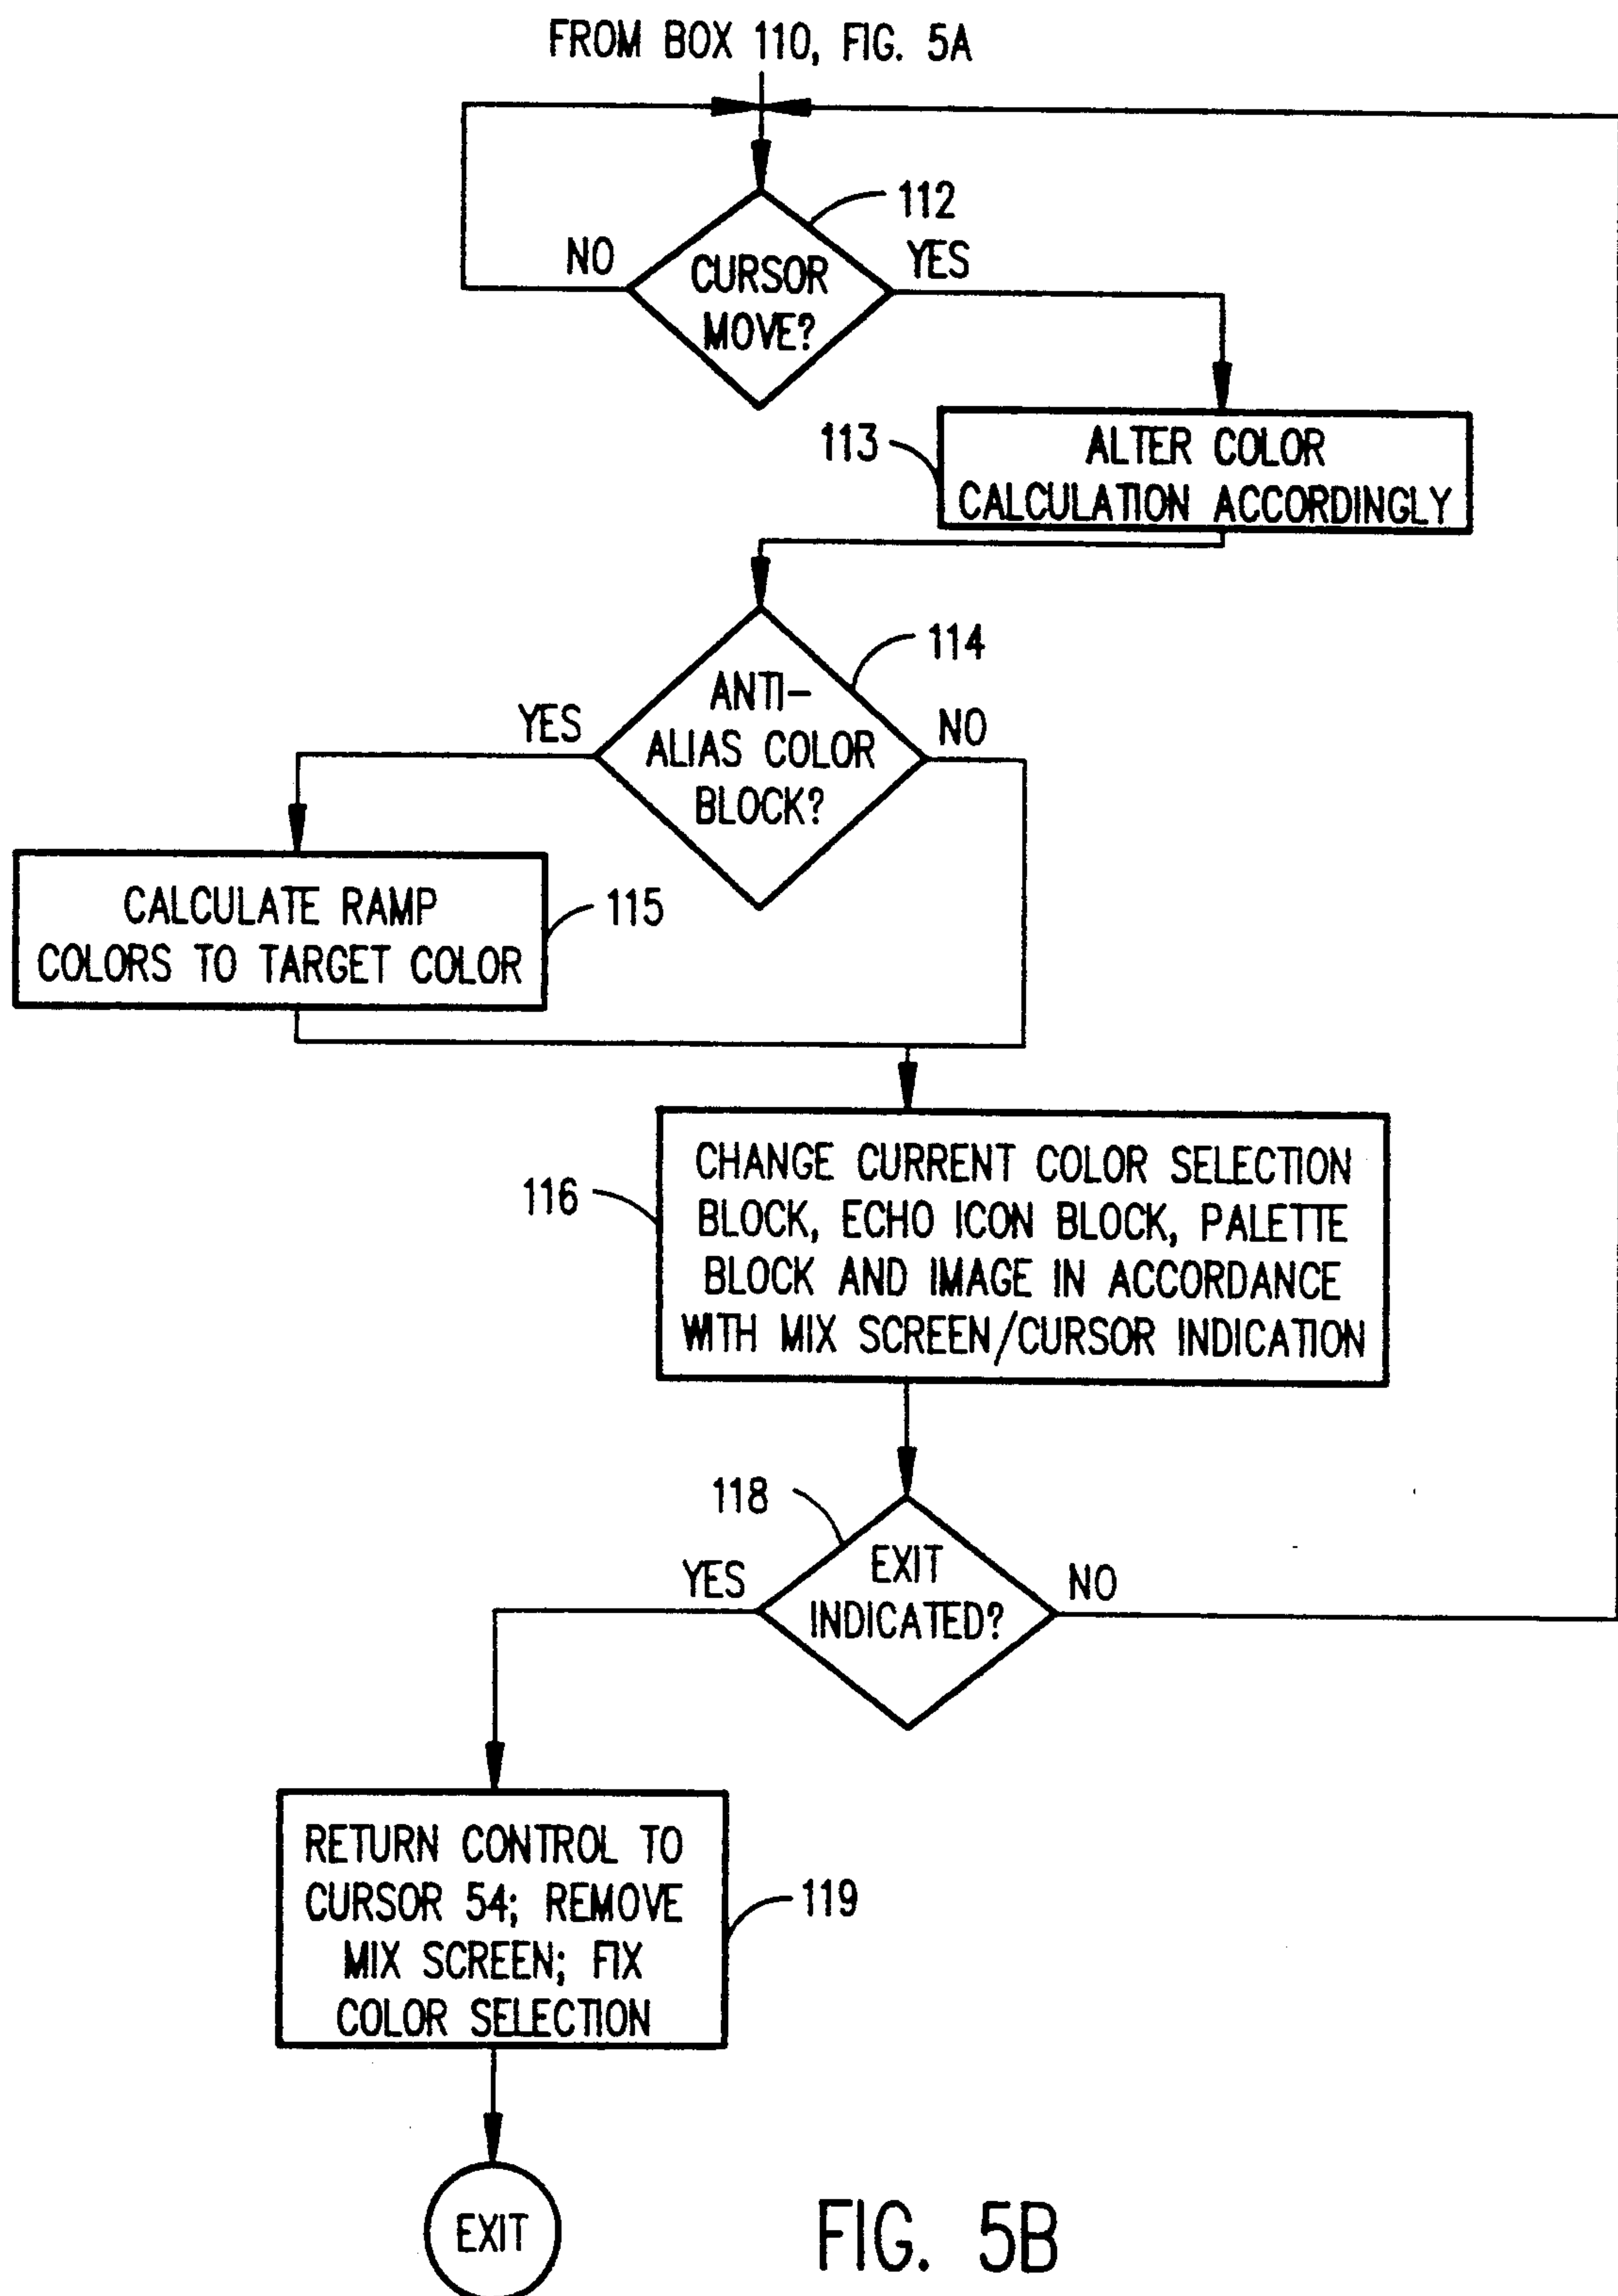 FROM BOX 110, FIG. 5A
112
NO
YES
CURSOR
MOVE?
113
ALTER COLOR
CALCULATION ACCORDINGLY
114
ANTI-
ALIAS COLOR
BLOCK?
YES
NO
CALCULATE RAMP
COLORS TO TARGET COLOR
115
116
CHANGE CURRENT COLOR SELECTION
BLOCK, ECHO ICON BLOCK, PALETTE
BLOCK AND IMAGE IN ACCORDANCE
WITH MIX SCREEN/CURSOR INDICATION
118
YES
NO
EXIT
INDICATED?
RETURN CONTROL TO
CURSOR 54; REMOVE
MIX SCREEN; FIX
COLOR SELECTION
119
EXIT
FIG. 5B